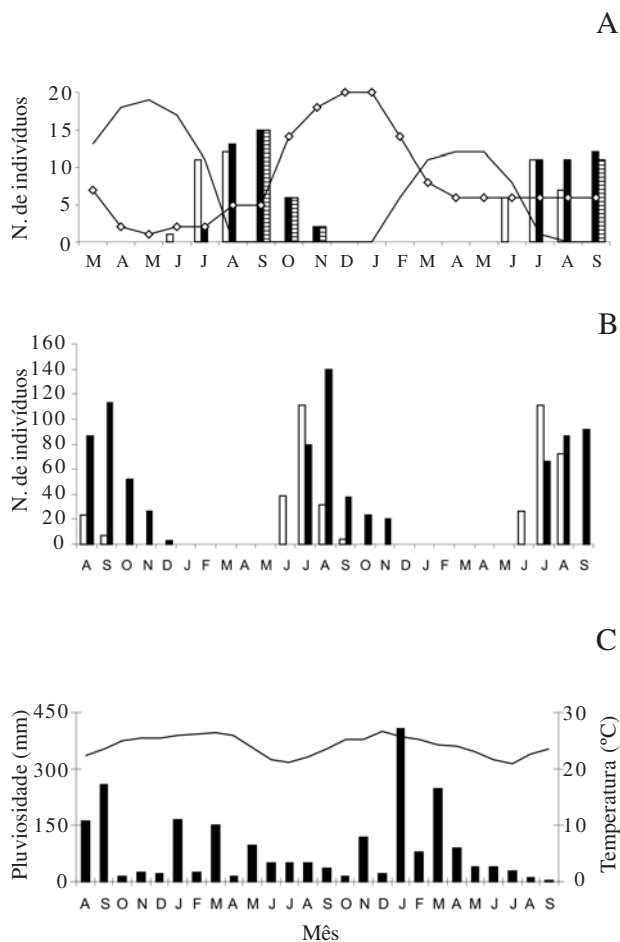 A
N. de indivíduos
20
15
10
5
0
M A M J J A S O N D J F M A M J J A S
B
N. de indivíduos
160
140
120
100
80
60
40
20
0
A S O N D J F M A M J J A S O N D J F M A M J J A S
C
Pluviosidade (mm)
450
300
150
0
Temperatura (ºC)
30
20
10
0
A S O N D J F M A M J J A S O N D J F M A M J J A S
Mês